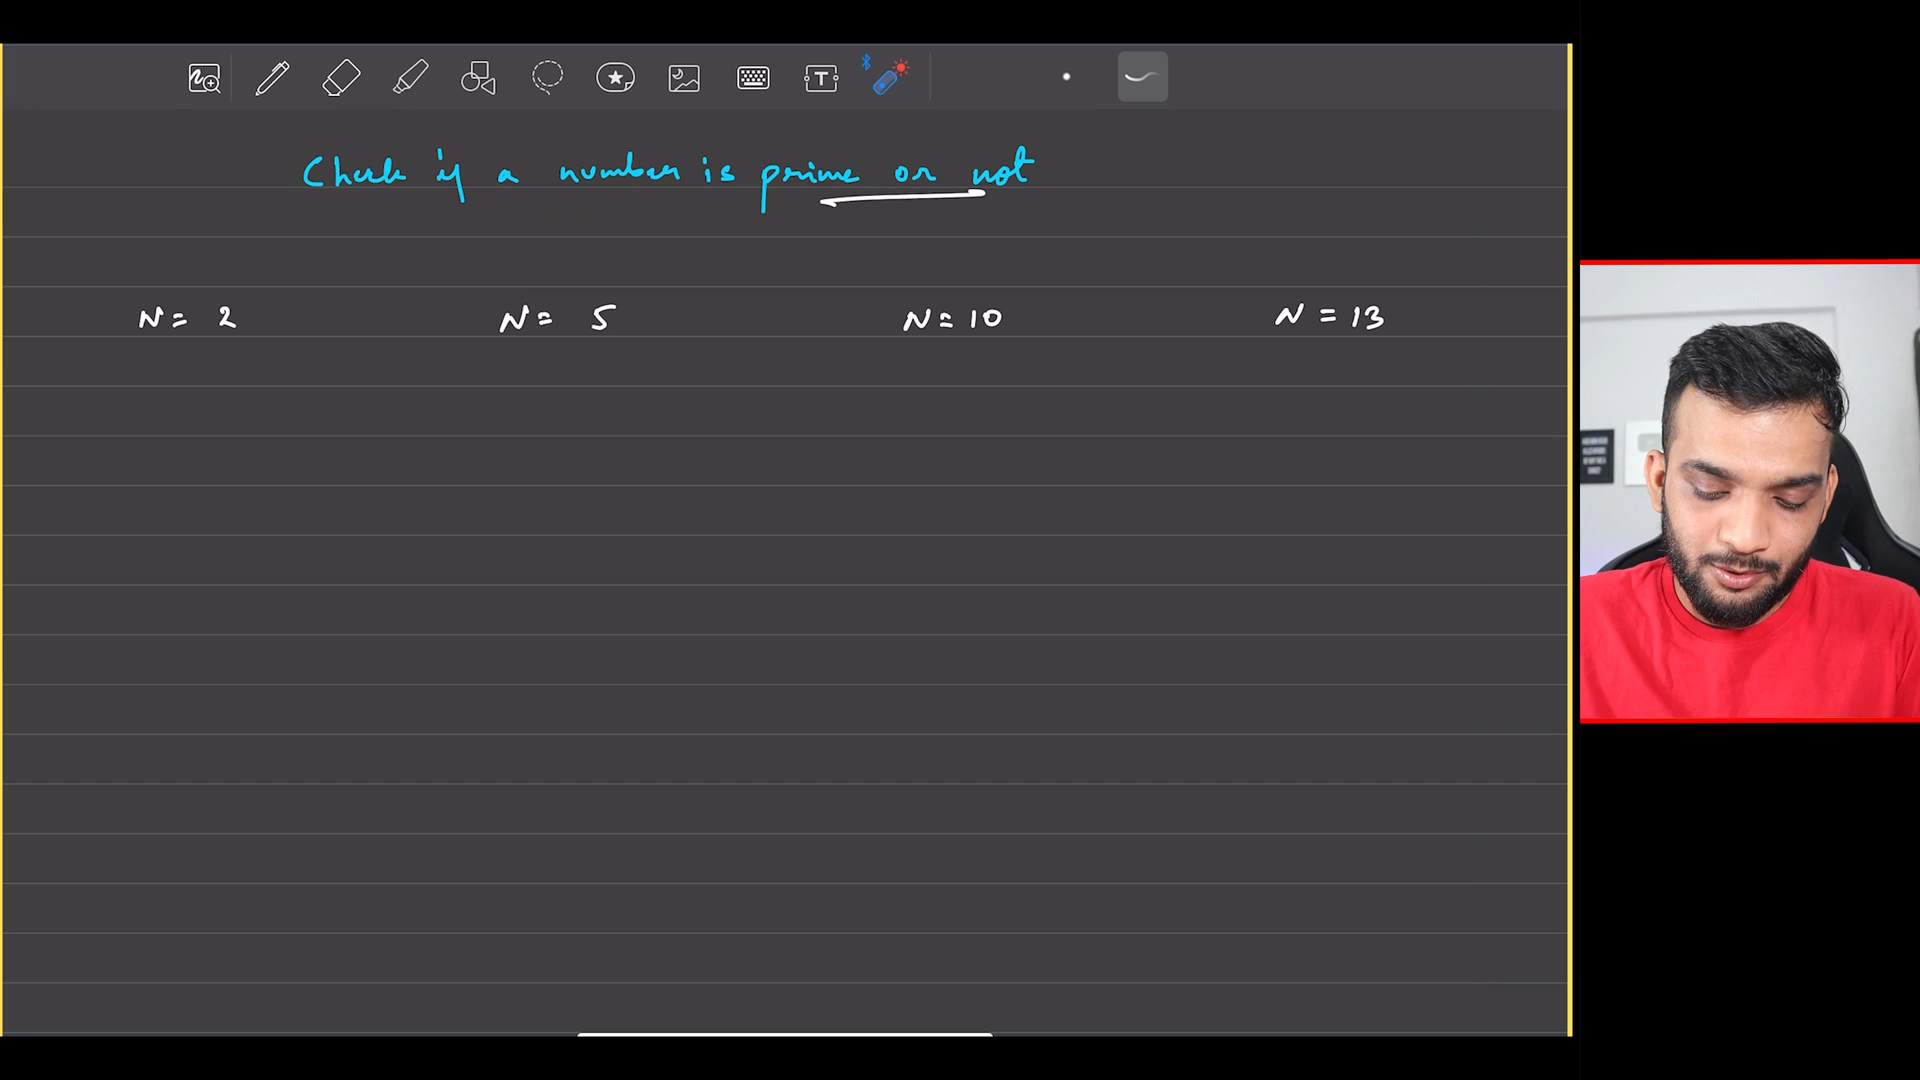 Check if a number is prime or not
N = 2 N = 5 N = 10 N = 13